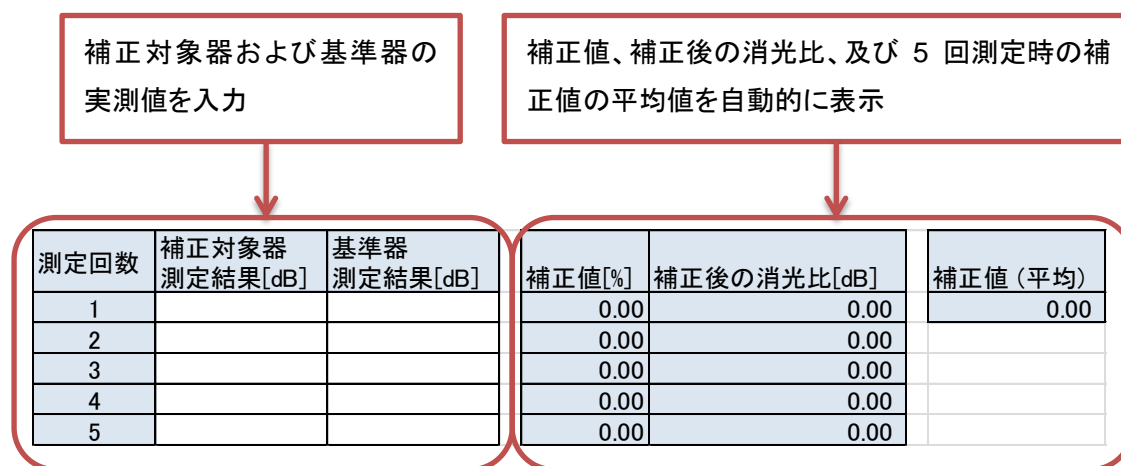 補正対象器および基準器の
実測値を入力
補正値、補正後の消光比、及び 5 回測定時の補
正値の平均値を自動的に表示
測定回数
補正対象器
測定結果[dB]
基準器
測定結果[dB]
補正値[%]
補正後の消光比[dB]
補正値(平均)
1 0.00 0.00 0.00
2 0.00 0.00
3 0.00 0.00
4 0.00 0.00
5 0.00 0.00